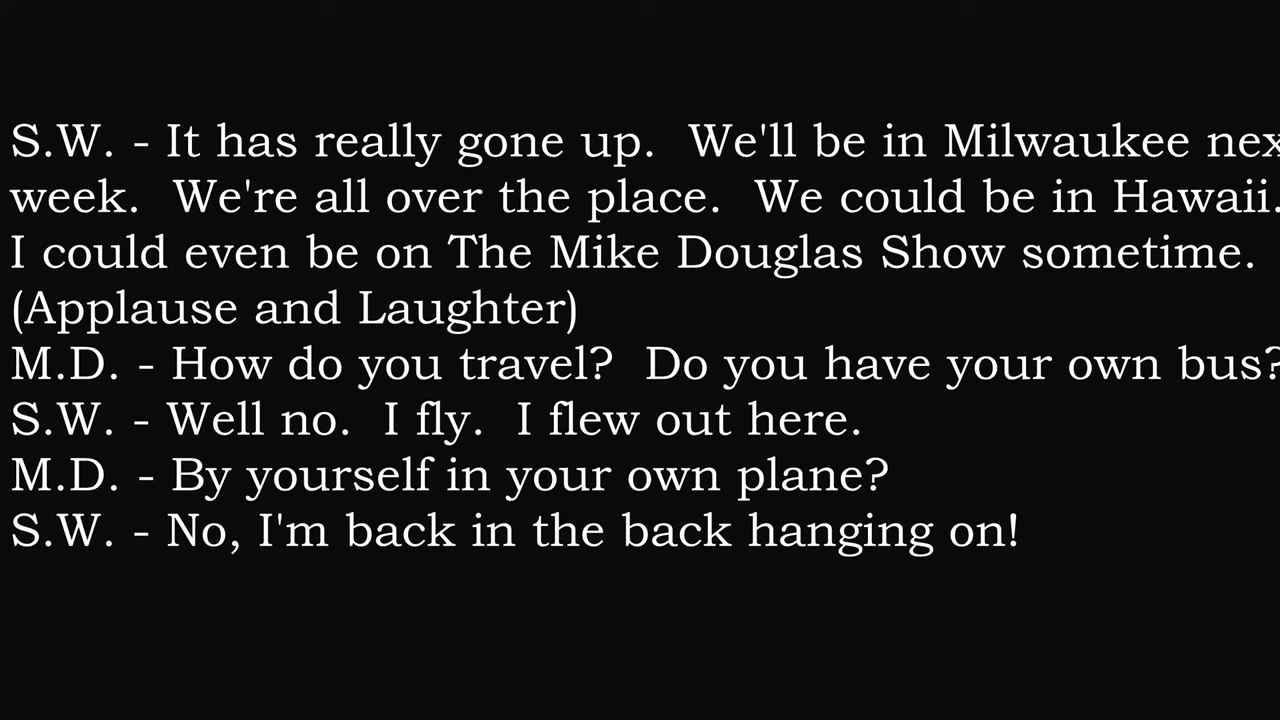 S.W. - It has really gone up.  We'll be in Milwaukee nex
week.  We're all over the place.  We could be in Hawaii.
I could even be on The Mike Douglas Show sometime.
(Applause and Laughter)
M.D. - How do you travel?  Do you have your own bus?
S.W. - Well no.  I fly.  I flew out here.
M.D. - By yourself in your own plane?
S.W. - No, I'm back in the back hanging on!